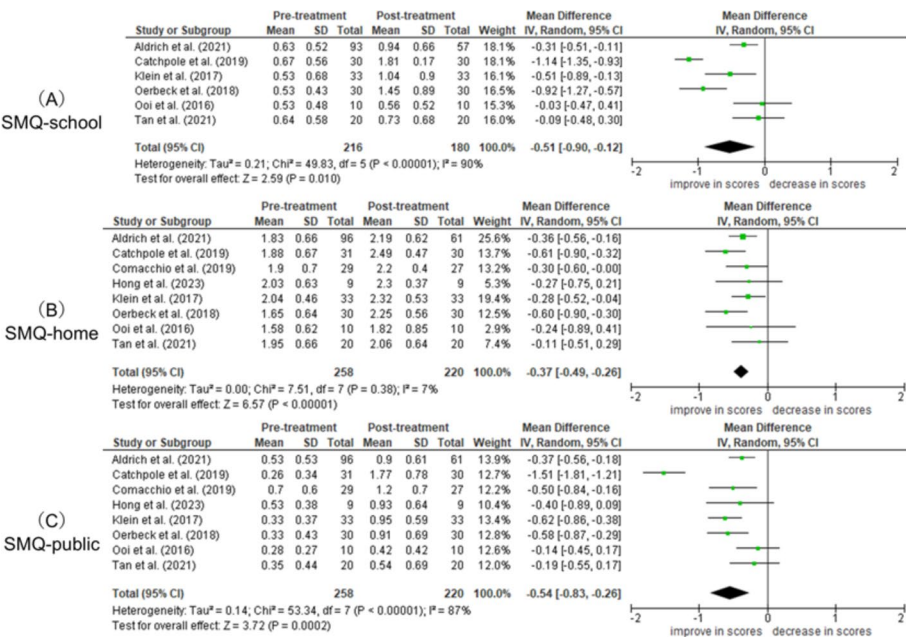 (A)
SMQ-school
Pre-treatment Post-treatment Mean Difference Mean Difference
Study or Subgroup Mean SD Total Mean SD Total Weight IV, Random, 95% CI IV, Random, 95% CI
Aldrich et al. (2021) 0.63 0.52 93 0.94 0.66 57 18.1% -0.31 [-0.51, -0.11]
Catchpole et al. (2019) 0.67 0.56 30 1.81 0.17 30 18.1% -1.14 [-1.35, -0.93]
Klein et al. (2017) 0.53 0.68 33 1.04 0.9 33 16.1% -0.51 [-0.89, -0.13]
Oerbeck et al. (2018) 0.53 0.43 30 1.45 0.89 30 16.5% -0.92 [-1.27, -0.57]
Ooi et al. (2016) 0.53 0.48 10 0.56 0.52 10 15.3% -0.03 [-0.47, 0.41]
Tan et al. (2021) 0.64 0.58 20 0.73 0.68 20 16.0% -0.09 [-0.48, 0.30]
Total (95% CI) 216 180 100.0% -0.51 [-0.90, -0.12]
Heterogeneity: Tau² = 0.21; Chi² = 49.83, df = 5 (P < 0.00001); I² = 90%
Test for overall effect: Z = 2.59 (P = 0.010)
-2 -1 0 1 2
improve in scores decrease in scores
(B)
SMQ-home
Pre-treatment Post-treatment Mean Difference Mean Difference
Study or Subgroup Mean SD Total Mean SD Total Weight IV, Random, 95% CI IV, Random, 95% CI
Aldrich et al. (2021) 1.83 0.66 96 2.19 0.62 61 25.6% -0.36 [-0.56, -0.16]
Catchpole et al. (2019) 1.88 0.67 31 2.49 0.47 30 13.7% -0.61 [-0.90, -0.32]
Comacchio et al. (2019) 1.9 0.7 29 2.2 0.4 27 13.2% -0.30 [-0.60, -0.00]
Hong et al. (2023) 2.03 0.63 9 2.3 0.37 9 5.3% -0.27 [-0.75, 0.21]
Klein et al. (2017) 2.04 0.46 33 2.32 0.53 33 19.4% -0.28 [-0.52, -0.04]
Oerbeck et al. (2018) 1.65 0.64 30 2.25 0.56 30 12.5% -0.60 [-0.90, -0.30]
Ooi et al. (2016) 1.58 0.62 10 1.82 0.85 10 2.9% -0.24 [-0.89, 0.41]
Tan et al. (2021) 1.95 0.66 20 2.06 0.64 20 7.4% -0.11 [-0.51, 0.29]
Total (95% CI) 258 220 100.0% -0.37 [-0.49, -0.26]
Heterogeneity: Tau² = 0.00; Chi² = 7.51, df = 7 (P = 0.38); I² = 7%
Test for overall effect: Z = 6.57 (P < 0.00001)
-2 -1 0 1 2
improve in scores decrease in scores
(C)
SMQ-public
Pre-treatment Post-treatment Mean Difference Mean Difference
Study or Subgroup Mean SD Total Mean SD Total Weight IV, Random, 95% CI IV, Random, 95% CI
Aldrich et al. (2021) 0.53 0.53 96 0.9 0.61 61 13.9% -0.37 [-0.56, -0.18]
Catchpole et al. (2019) 0.26 0.34 31 1.77 0.78 30 12.7% -1.51 [-1.81, -1.21]
Comacchio et al. (2019) 0.7 0.6 29 1.2 0.7 27 12.2% -0.50 [-0.84, -0.16]
Hong et al. (2023) 0.53 0.38 9 0.93 0.64 9 10.2% -0.40 [-0.89, 0.09]
Klein et al. (2017) 0.33 0.37 33 0.95 0.59 33 13.4% -0.62 [-0.86, -0.38]
Oerbeck et al. (2018) 0.33 0.43 30 0.91 0.69 30 12.8% -0.58 [-0.87, -0.29]
Ooi et al. (2016) 0.28 0.27 10 0.42 0.42 10 12.7% -0.14 [-0.45, 0.17]
Tan et al. (2021) 0.35 0.44 20 0.54 0.69 20 12.0% -0.19 [-0.55, 0.17]
Total (95% CI) 258 220 100.0% -0.54 [-0.83, -0.26]
Heterogeneity: Tau² = 0.14; Chi² = 53.34, df = 7 (P < 0.00001); I² = 87%
Test for overall effect: Z = 3.72 (P = 0.0002)
-2 -1 0 1 2
improve in scores decrease in scores